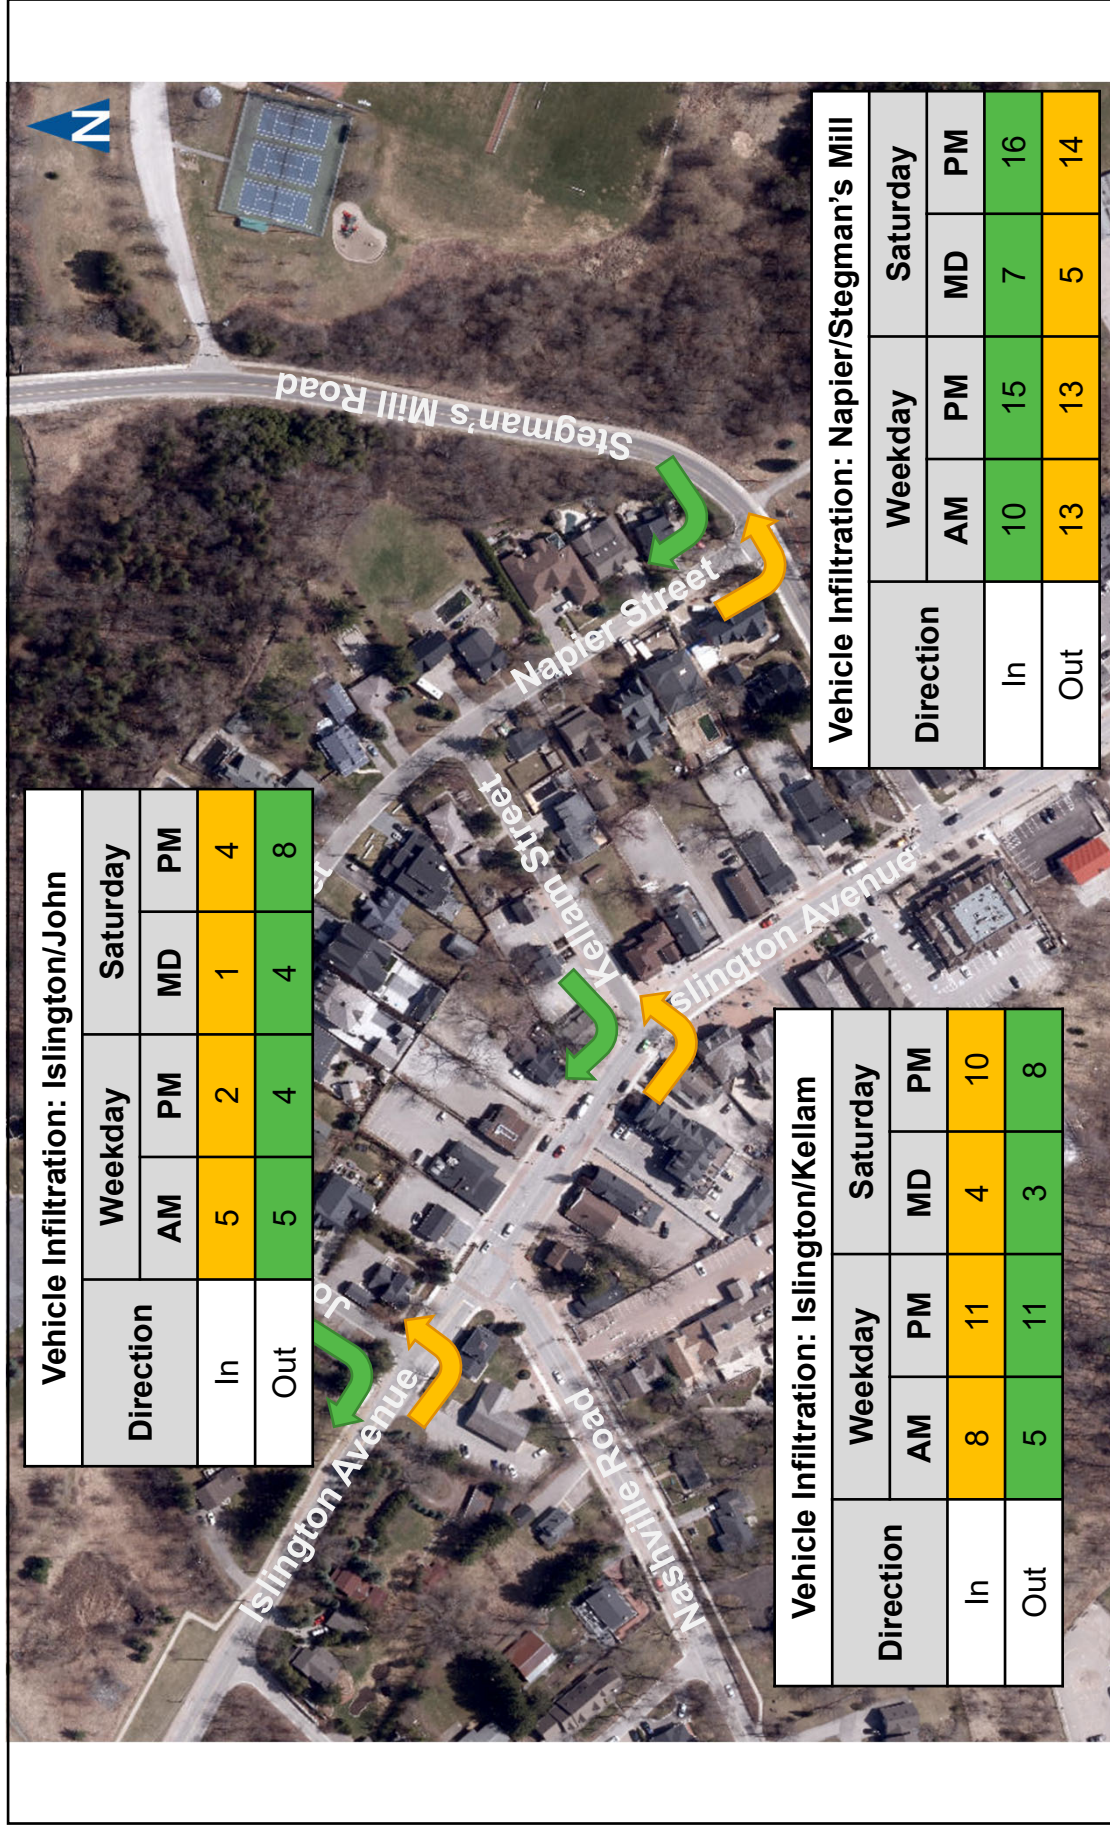 N
Vehicle Infiltration: Islington/John
Direction Weekday Saturday
AM PM MD PM
In 5 2 1 4
Out 5 4 4 8
Stegman's Mill Road
Napier Street
Kellam Street
Islington Avenue
slington Avenue
Nashville Road
Jo
Vehicle Infiltration: Islington/Kellam
Direction Weekday Saturday
AM PM MD PM
In 8 11 4 10
Out 5 11 3 8
Vehicle Infiltration: Napier/Stegman's Mill
Direction Weekday Saturday
AM PM MD PM
In 10 15 7 16
Out 13 13 5 14